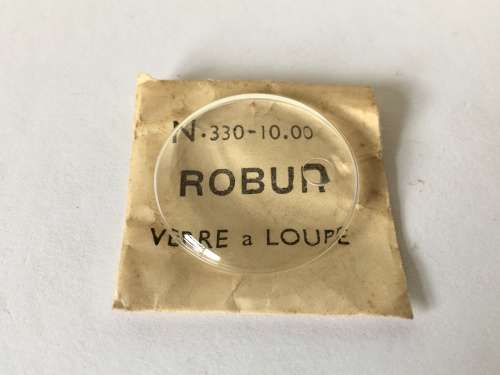 N.330-10.00
ROBUR
VERRE a LOUPE